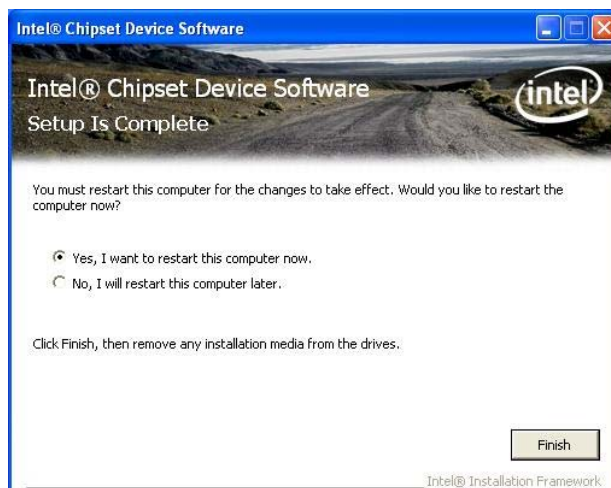 Intel® Chipset Device Software
Intel® Chipset Device Software
intel
Setup Is Complete
You must restart this computer for the changes to take effect. Would you like to restart the
computer now?
Yes, I want to restart this computer now.
No, I will restart this computer later.
Click Finish, then remove any installation media from the drives.
Finish
Intel® Installation Framework